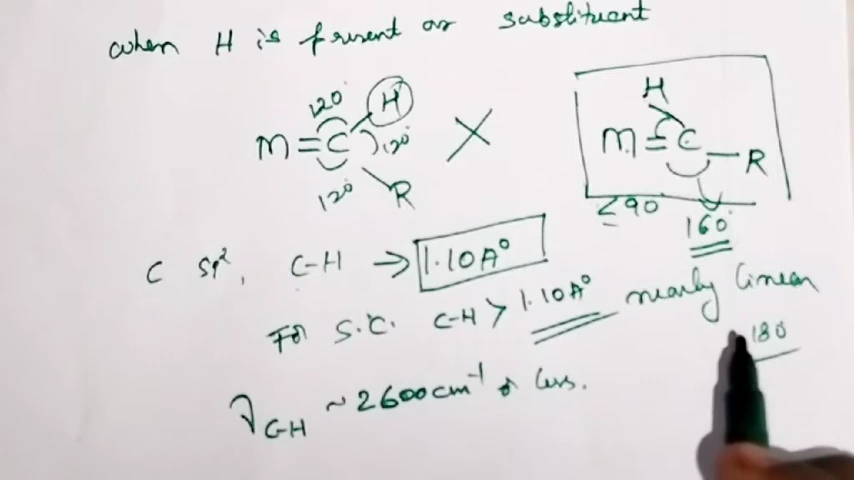 when H is present as substituent
120° H H
M=C 120° M=C
120° R R
≤90 160°
C sp², C-H → 1.10A° nearly linear
For S.C. C-H > 1.10A° 180
νC-H ~ 2600cm⁻¹ or less.